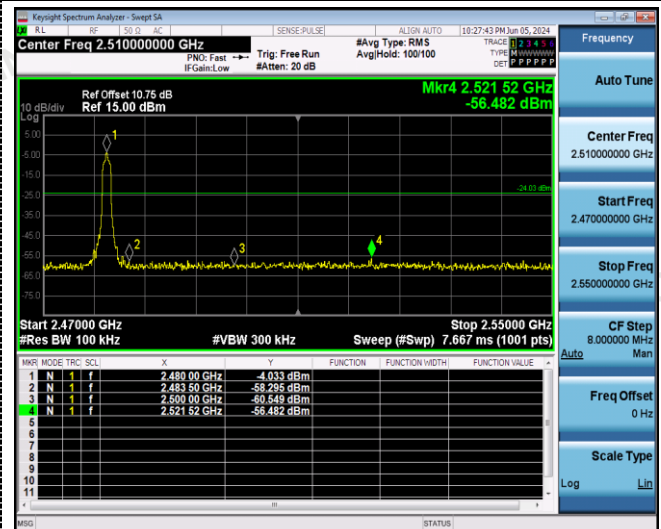 Keysight Spectrum Analyzer - Swept SA
RL RF 50 Ω AC SENSE:PULSE ALIGN AUTO 10:27:43 PM Jun 05, 2024
Center Freq 2.510000000 GHz
PNO: Fast
IFGain:Low
Trig: Free Run
#Atten: 20 dB
#Avg Type: RMS
Avg|Hold: 100/100
TRACE 1 2 3 4 5 6
TYPE M W W W W W
DET P P P P P P
Frequency
Auto Tune
Center Freq
2.510000000 GHz
Start Freq
2.470000000 GHz
Stop Freq
2.550000000 GHz
CF Step
8.000000 MHz
Auto Man
Freq Offset
0 Hz
Scale Type
Log Lin
Mkr4 2.521 52 GHz
-56.482 dBm
Ref Offset 10.75 dB
10 dB/div Ref 15.00 dBm
Log
5.00
-5.00
-15.0
-25.0
-35.0
-45.0
-55.0
-65.0
-75.0
1
2
3
4
-24.03 dBm
Start 2.47000 GHz Stop 2.55000 GHz
#Res BW 100 kHz #VBW 300 kHz Sweep (#Swp) 7.667 ms (1001 pts)
MKR MODE TRC SCL X Y FUNCTION FUNCTION WIDTH FUNCTION VALUE
1 N 1 f 2.480 00 GHz -4.033 dBm
2 N 1 f 2.483 50 GHz -58.295 dBm
3 N 1 f 2.500 00 GHz -60.549 dBm
4 N 1 f 2.521 52 GHz -56.482 dBm
5
6
7
8
9
10
11
MSG STATUS